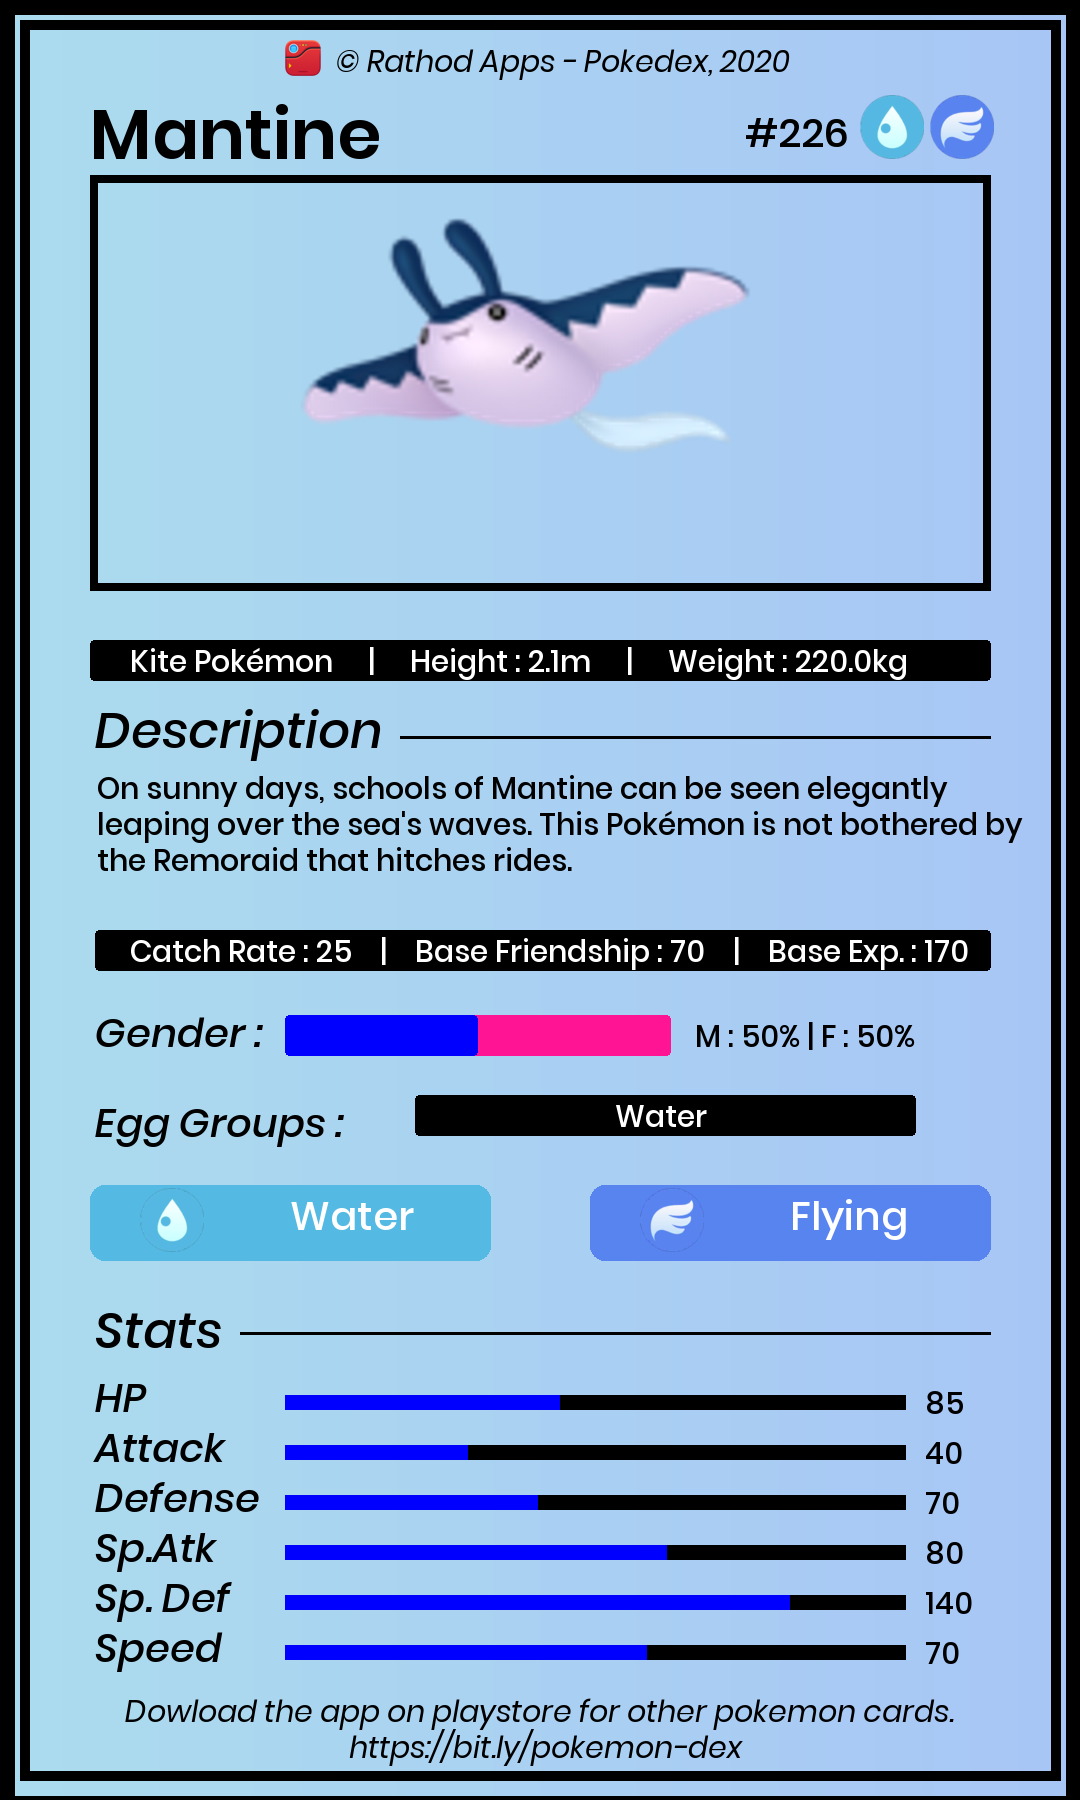 © Rathod Apps - Pokedex, 2020
Mantine #226
Kite Pokémon | Height : 2.1m | Weight : 220.0kg
Description
On sunny days, schools of Mantine can be seen elegantly
leaping over the sea's waves. This Pokémon is not bothered by
the Remoraid that hitches rides.
Catch Rate : 25 | Base Friendship : 70 | Base Exp. : 170
Gender : M : 50% | F : 50%
Egg Groups : Water
Water Flying
Stats
HP 85
Attack 40
Defense 70
Sp.Atk 80
Sp. Def 140
Speed 70
Dowload the app on playstore for other pokemon cards.
https://bit.ly/pokemon-dex